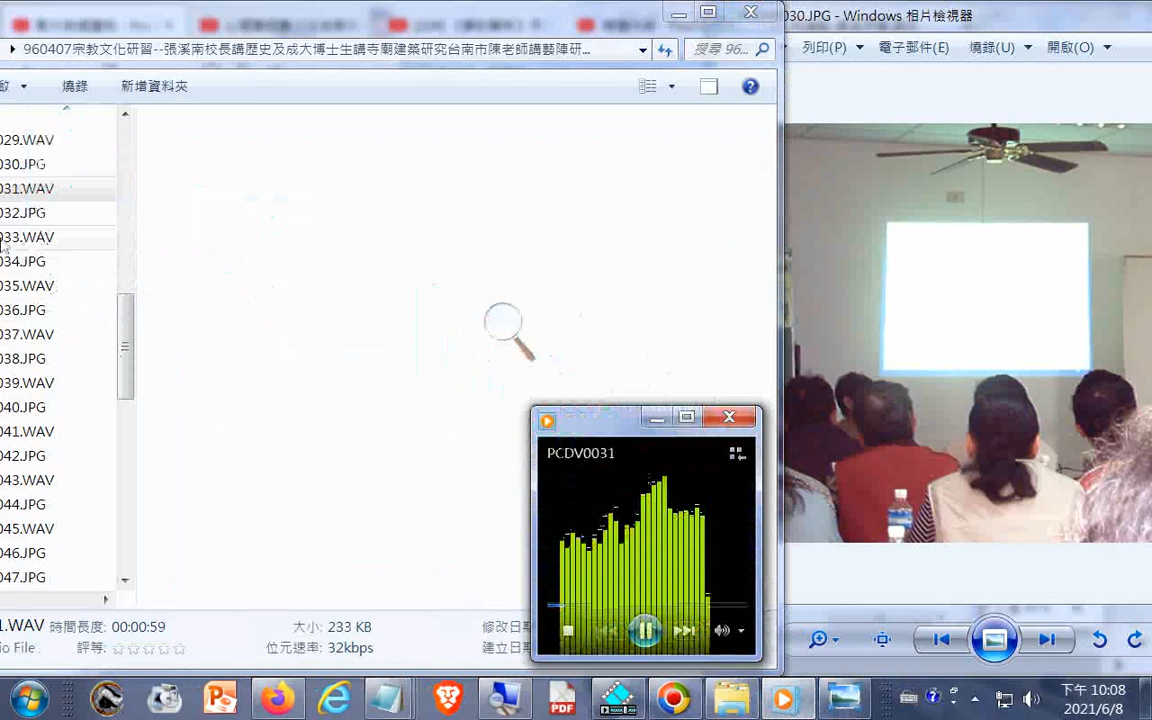 030.JPG - Windows 相片檢視器
960407宗教文化研習--張溪南校長講歷史及成大博士生講寺廟建築研究台南市陳老師講藝陣研...
搜尋 96...
列印(P) 電子郵件(E) 燒錄(U) 開啟(O)
啟 燒錄 新增資料夾
029.WAV
030.JPG
031.WAV
032.JPG
033.WAV
034.JPG
035.WAV
036.JPG
037.WAV
038.JPG
039.WAV
040.JPG
041.WAV
042.JPG
043.WAV
044.JPG
045.WAV
046.JPG
047.JPG
PCDV0031
1.WAV 時間長度: 00:00:59 大小: 233 KB 修改日期
io File 評等: 位元速率: 32kbps 建立日期
PDF
下午 10:08
2021/6/8